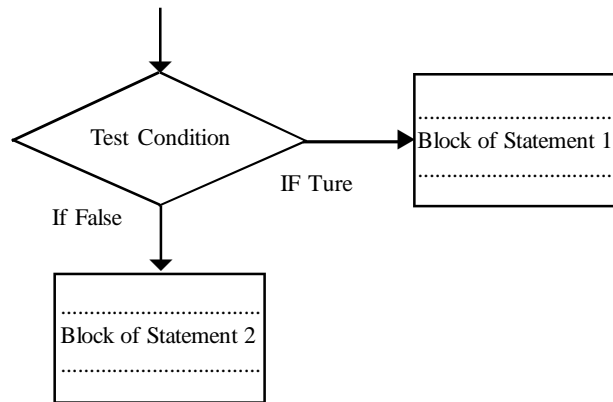 Test Condition
..............................
Block of Statement 1
..............................
IF Ture
If False
..............................
Block of Statement 2
..............................